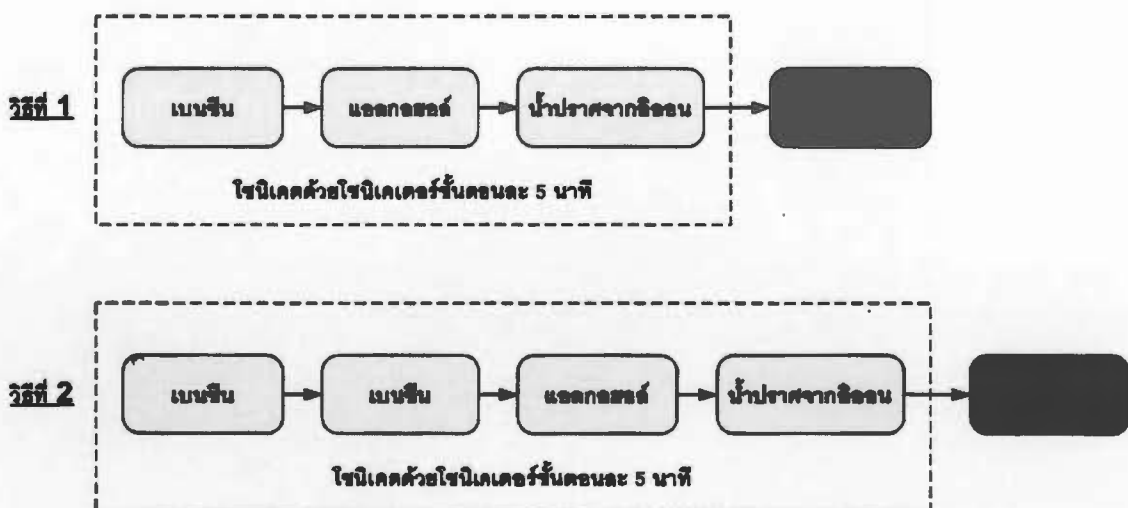 วิธีที่ 1
เบนซีน
แอลกอฮอล์
น้ำปราศจากอิออน
โซนิเคตด้วยโซนิเคเตอร์ขั้นตอนละ 5 นาที
วิธีที่ 2
เบนซีน
เบนซีน
แอลกอฮอล์
น้ำปราศจากอิออน
โซนิเคตด้วยโซนิเคเตอร์ขั้นตอนละ 5 นาที